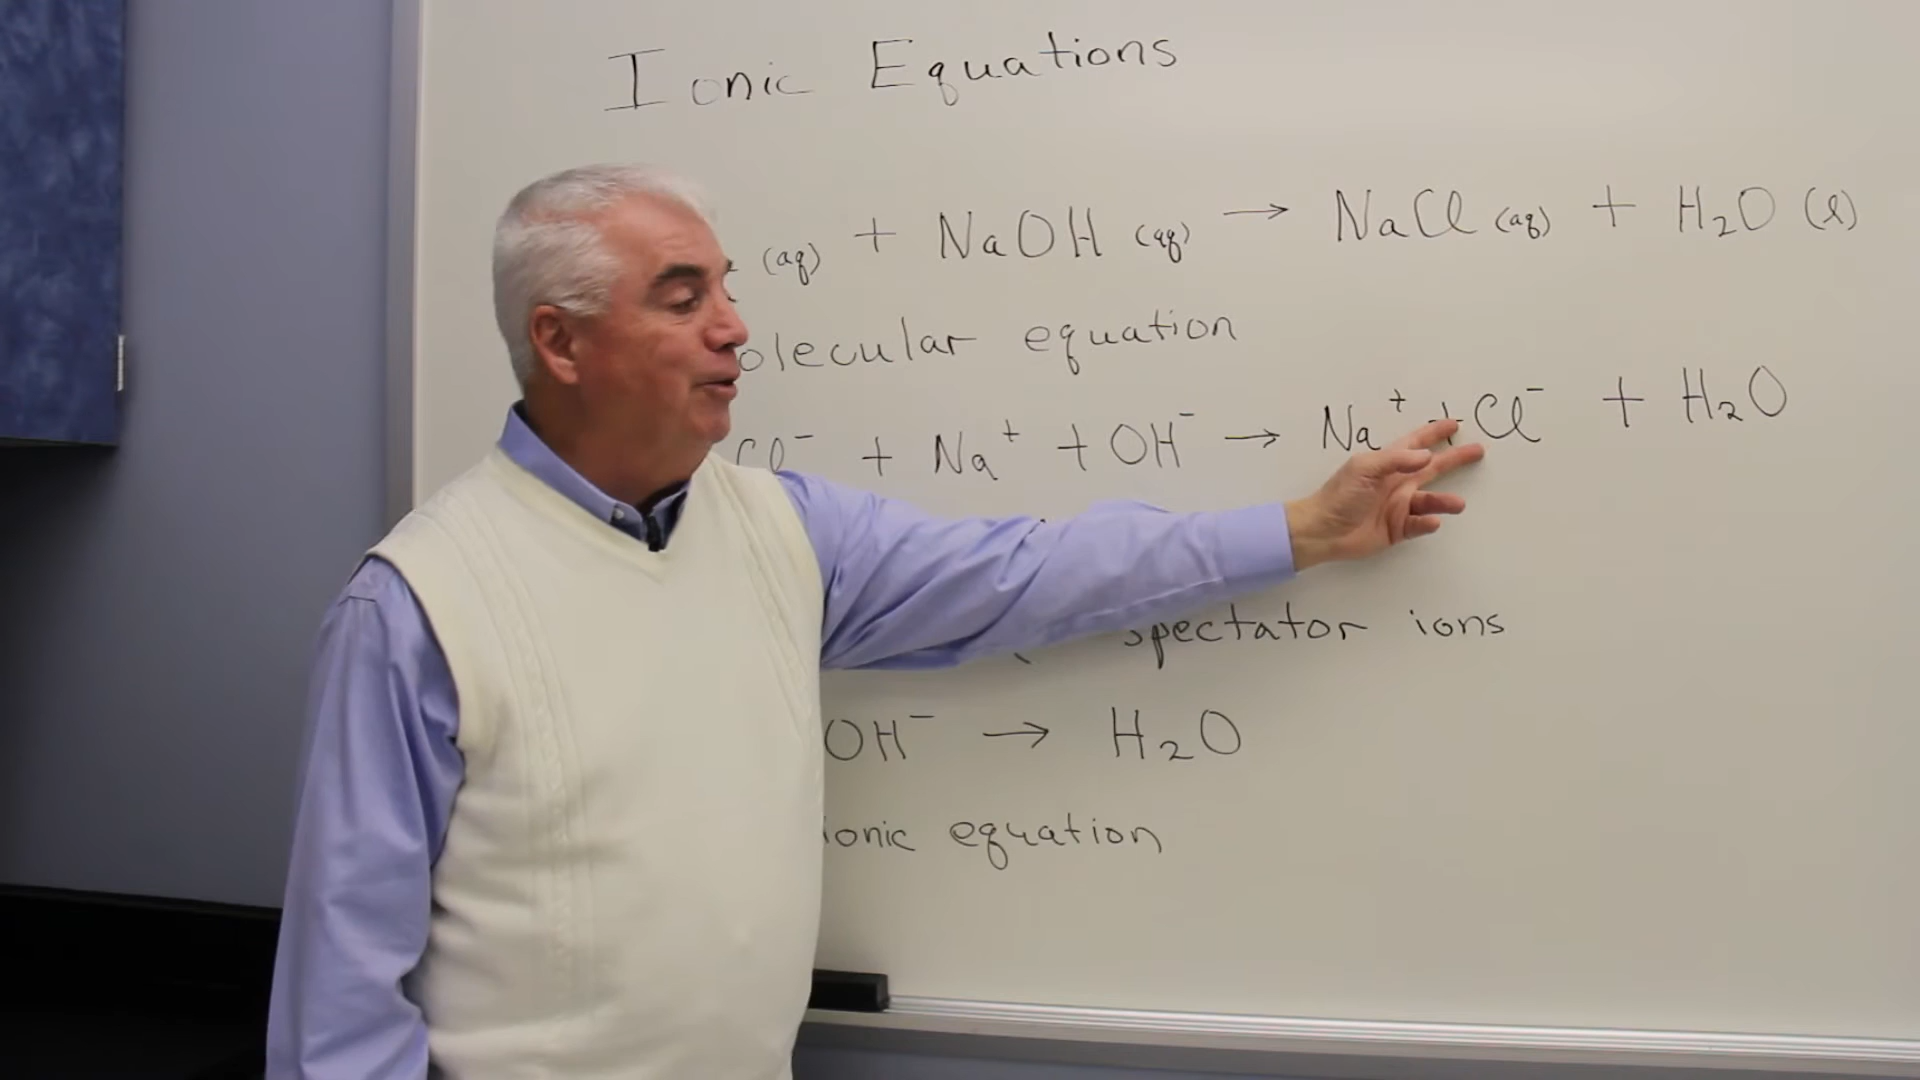 Ionic Equations
(aq) + NaOH (aq) → NaCl (aq) + H₂O (l)
olecular equation
Cl⁻ + Na⁺ + OH⁻ → Na⁺ + Cl⁻ + H₂O
spectator ions
OH⁻ → H₂O
ionic equation